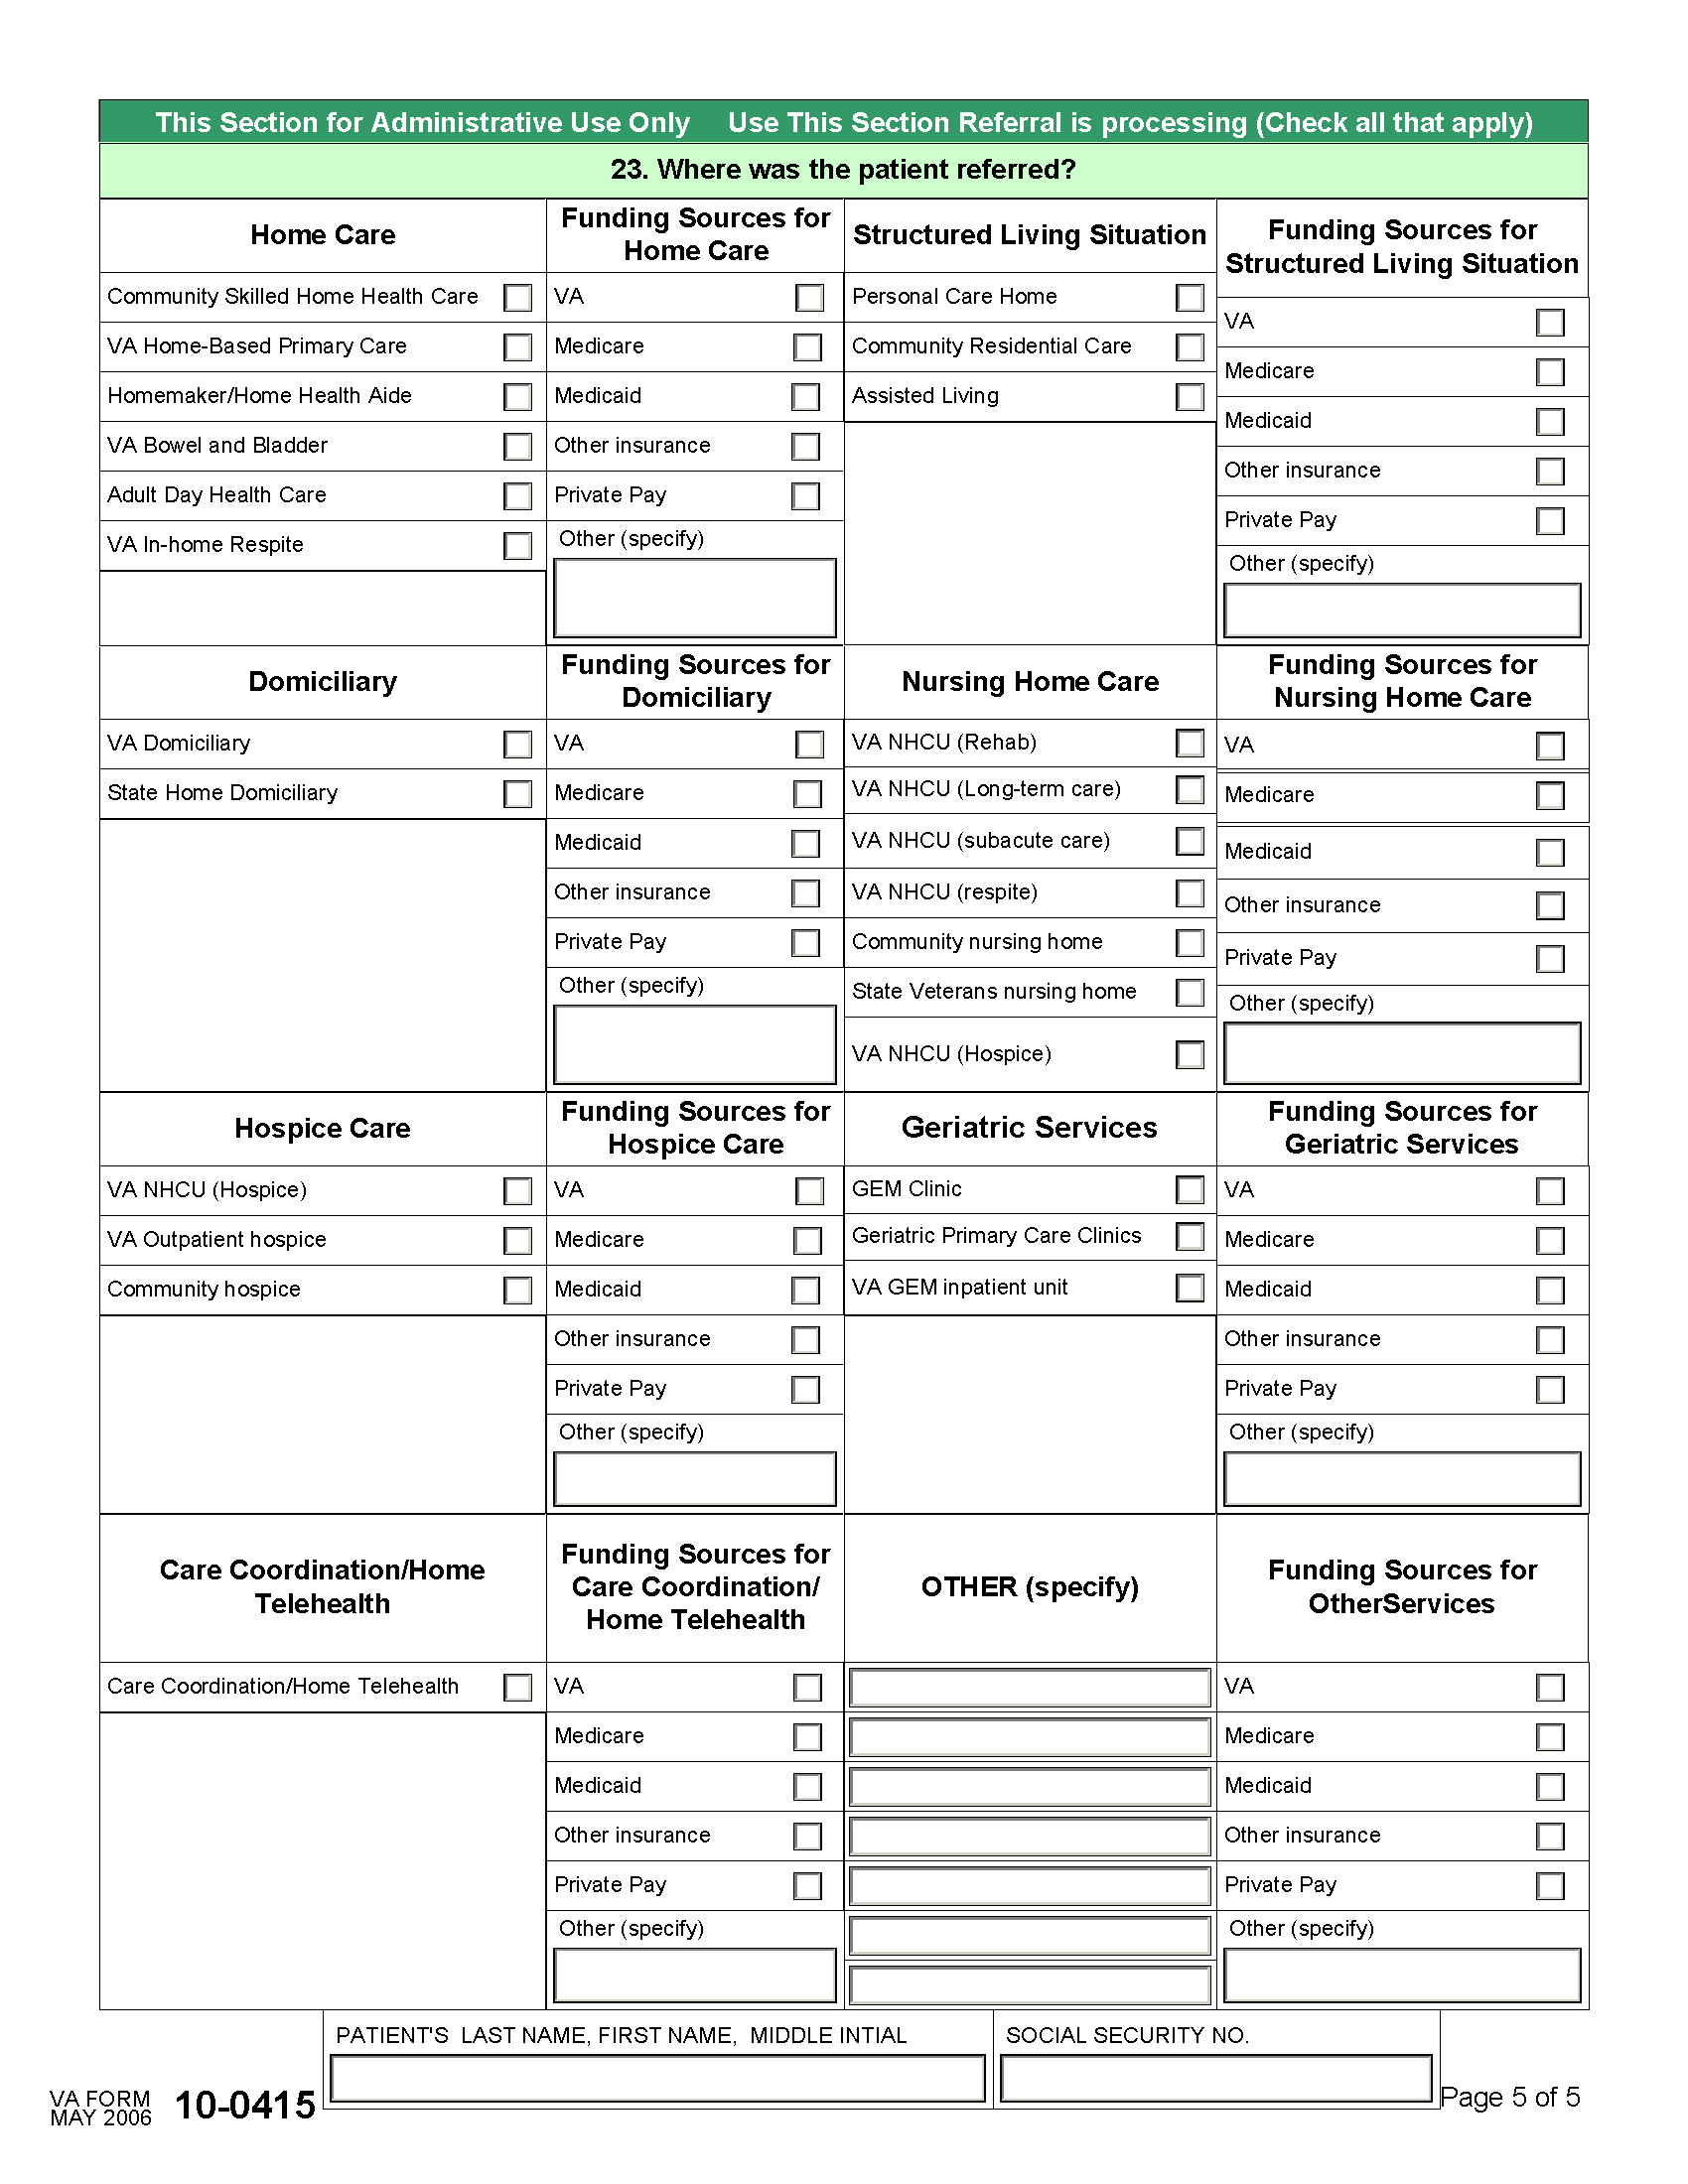 This Section for Administrative Use Only     Use This Section Referral is processing (Check all that apply)
23. Where was the patient referred?
Home Care
Community Skilled Home Health Care
VA Home-Based Primary Care
Homemaker/Home Health Aide
VA Bowel and Bladder
Adult Day Health Care
VA In-home Respite
Funding Sources for
Home Care
VA
Medicare
Medicaid
Other insurance
Private Pay
Other (specify)
Structured Living Situation
Personal Care Home
Community Residential Care
Assisted Living
Funding Sources for
Structured Living Situation
VA
Medicare
Medicaid
Other insurance
Private Pay
Other (specify)
Domiciliary
VA Domiciliary
State Home Domiciliary
Funding Sources for
Domiciliary
VA
Medicare
Medicaid
Other insurance
Private Pay
Other (specify)
Nursing Home Care
VA NHCU (Rehab)
VA NHCU (Long-term care)
VA NHCU (subacute care)
VA NHCU (respite)
Community nursing home
State Veterans nursing home
VA NHCU (Hospice)
Funding Sources for
Nursing Home Care
VA
Medicare
Medicaid
Other insurance
Private Pay
Other (specify)
Hospice Care
VA NHCU (Hospice)
VA Outpatient hospice
Community hospice
Funding Sources for
Hospice Care
VA
Medicare
Medicaid
Other insurance
Private Pay
Other (specify)
Geriatric Services
GEM Clinic
Geriatric Primary Care Clinics
VA GEM inpatient unit
Funding Sources for
Geriatric Services
VA
Medicare
Medicaid
Other insurance
Private Pay
Other (specify)
Care Coordination/Home
Telehealth
Care Coordination/Home Telehealth
Funding Sources for
Care Coordination/
Home Telehealth
VA
Medicare
Medicaid
Other insurance
Private Pay
Other (specify)
OTHER (specify)
Funding Sources for
OtherServices
VA
Medicare
Medicaid
Other insurance
Private Pay
Other (specify)
PATIENT'S  LAST NAME, FIRST NAME,  MIDDLE INTIAL
SOCIAL SECURITY NO.
VA FORM
MAY 2006
10-0415
Page 5 of 5